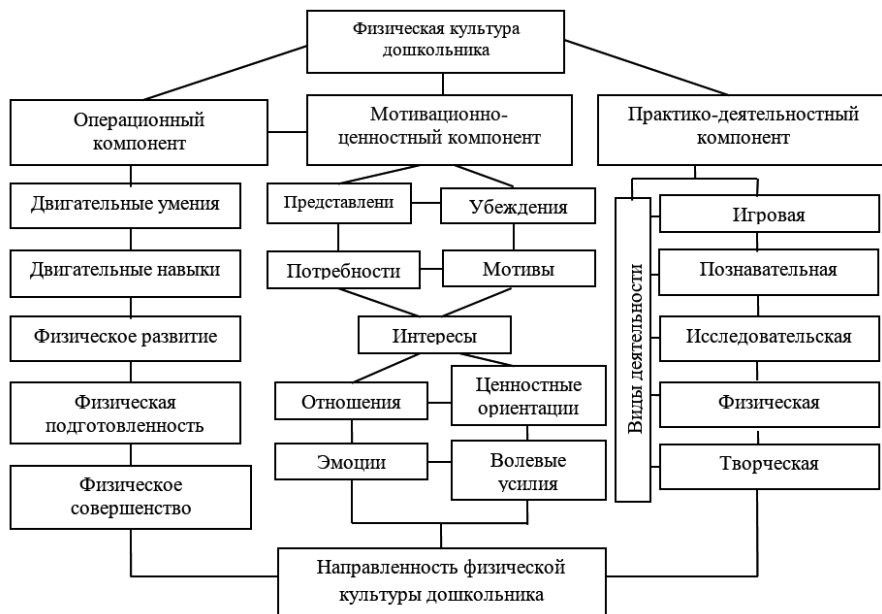 Физическая культура
дошкольника
Операционный
компонент
Мотивационно-
ценностный компонент
Практико-деятельностный
компонент
Двигательные умения
Двигательные навыки
Физическое развитие
Физическая
подготовленность
Физическое
совершенство
Представлени
Убеждения
Потребности
Мотивы
Интересы
Отношения
Ценностные
ориентации
Эмоции
Волевые
усилия
Виды деятельности
Игровая
Познавательная
Исследовательская
Физическая
Творческая
Направленность физической
культуры дошкольника